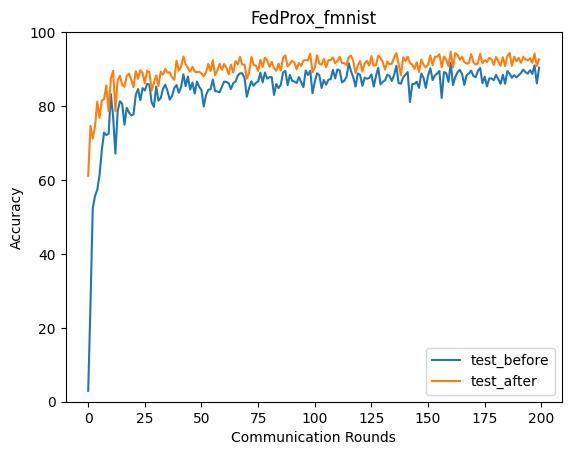 FedProx_fmnist
Accuracy
100
80
60
40
20
0
0 25 50 75 100 125 150 175 200
Communication Rounds
test_before
test_after